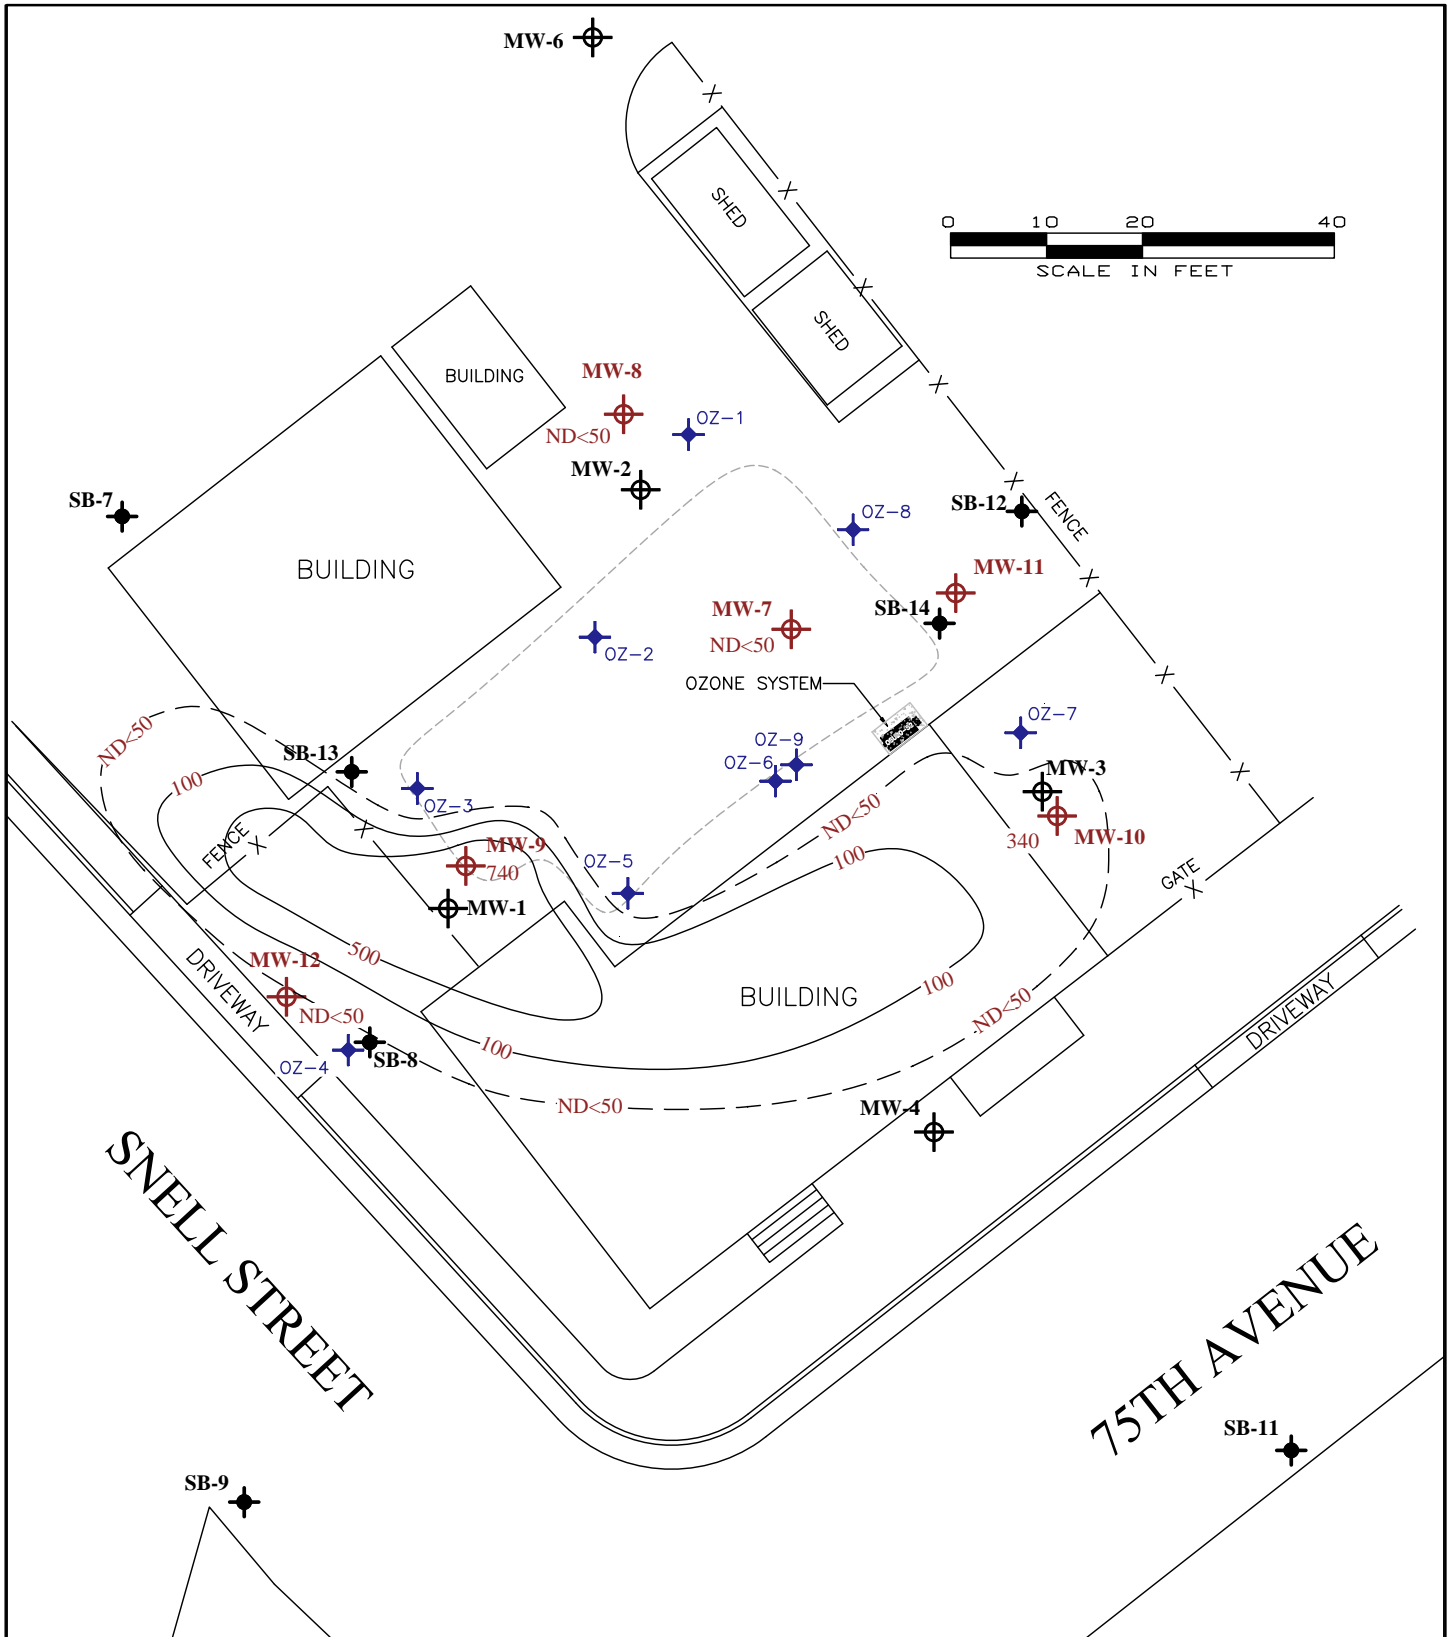 MW-6
SHED
0 10 20 40
SCALE IN FEET
SHED
BUILDING
MW-8
ND<50
OZ-1
MW-2
SB-7
OZ-8
SB-12
FENCE
BUILDING
MW-11
MW-7
SB-14
ND<50
OZ-2
OZONE SYSTEM
ND<50
OZ-7
SB-13
OZ-9
OZ-6
MW-3
100
OZ-3
ND<50
FENCE
MW-9
740
340
MW-10
OZ-5
100
GATE
MW-1
500
MW-12
DRIVEWAY
ND<50
BUILDING
100
ND<50
DRIVEWAY
100
SB-8
OZ-4
ND<50
MW-4
SNELL STREET
75TH AVENUE
SB-11
SB-9